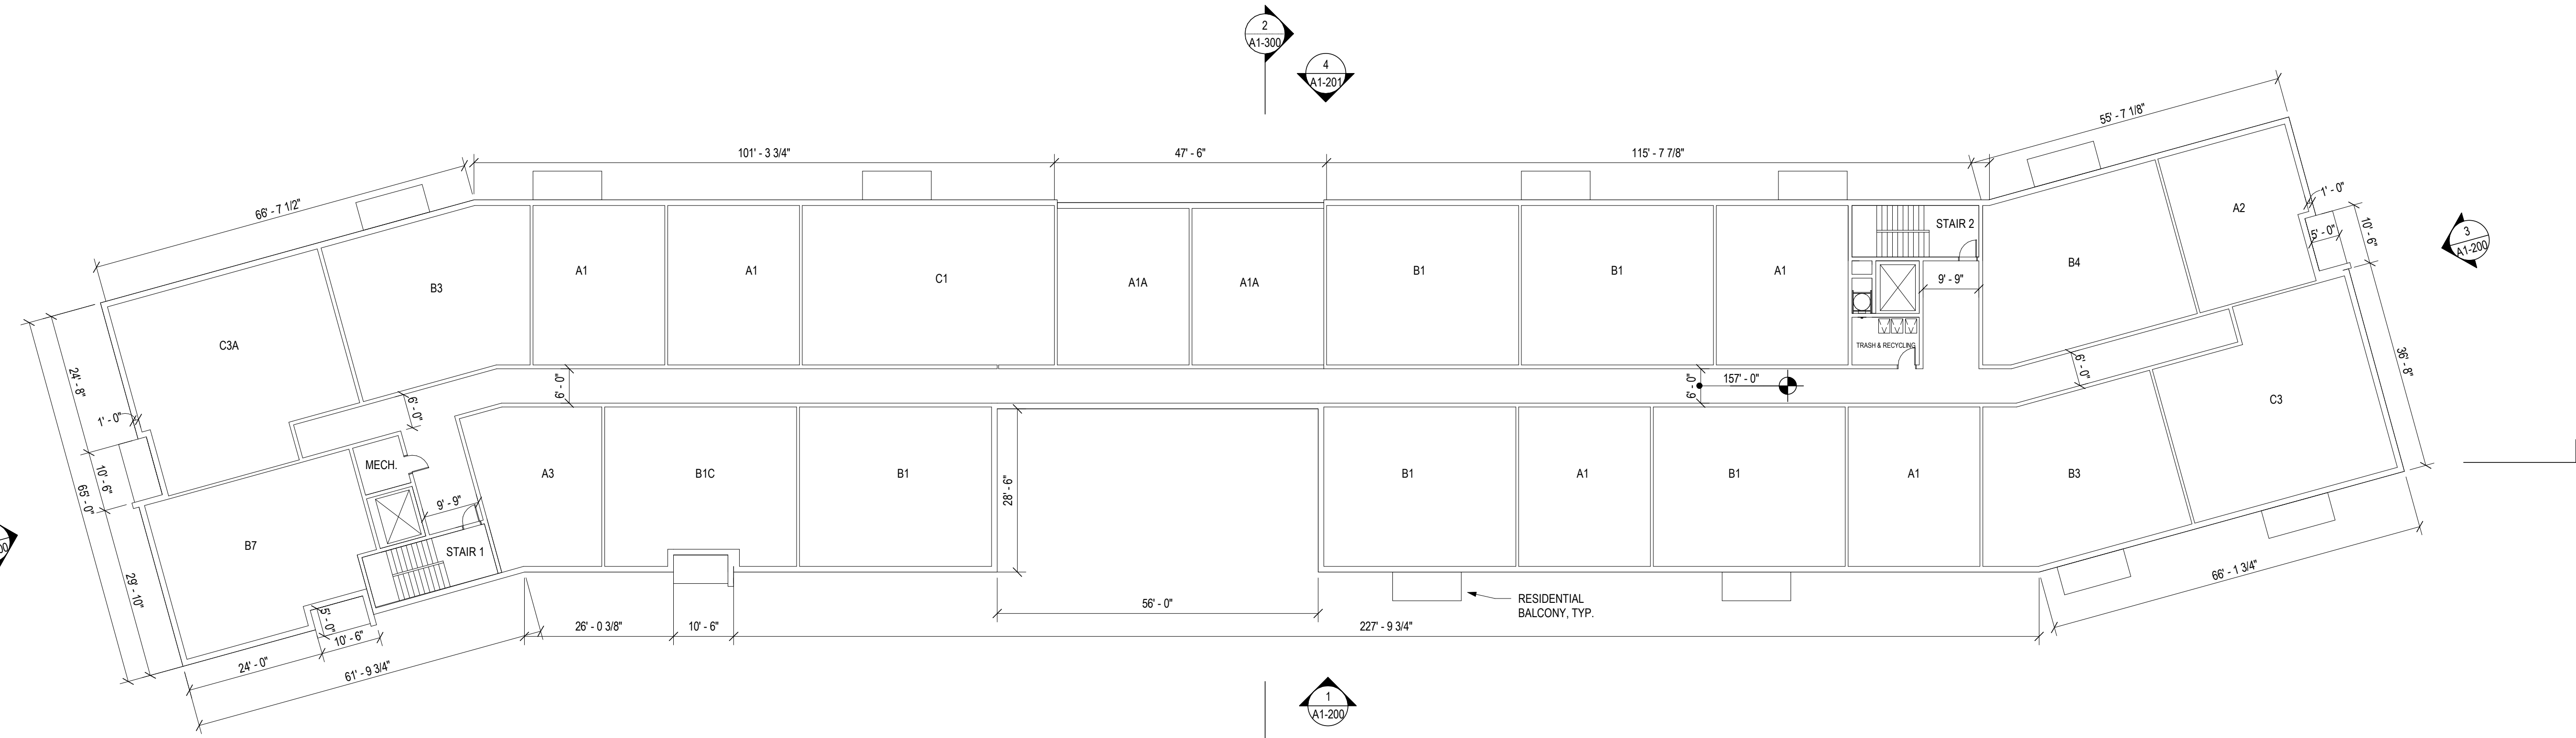 2
A1-300
4
A1-201
55' - 7 1/8"
101' - 3 3/4"
47' - 6"
115' - 7 7/8"
66' - 7 1/2"
1' - 0"
A2
STAIR 2
10' - 6"
5' - 0"
3
A1-200
B4
A1
A1
C1
A1A
A1A
B1
B1
A1
9' - 9"
B3
C3A
TRASH & RECYCLING
24' - 8"
6' - 0"
6' - 0"
6' - 0"
157' - 0"
6' - 0"
36' - 8"
C3
1' - 0"
MECH.
A3
B1C
B1
28' - 6"
B1
A1
B1
A1
B3
10' - 6"
65' - 0"
9' - 9"
B7
STAIR 1
29' - 10"
5' - 0"
10' - 6"
24' - 0"
61' - 9 3/4"
66' - 1 3/4"
RESIDENTIAL
BALCONY, TYP.
56' - 0"
26' - 0 3/8"
10' - 6"
227' - 9 3/4"
1
A1-200